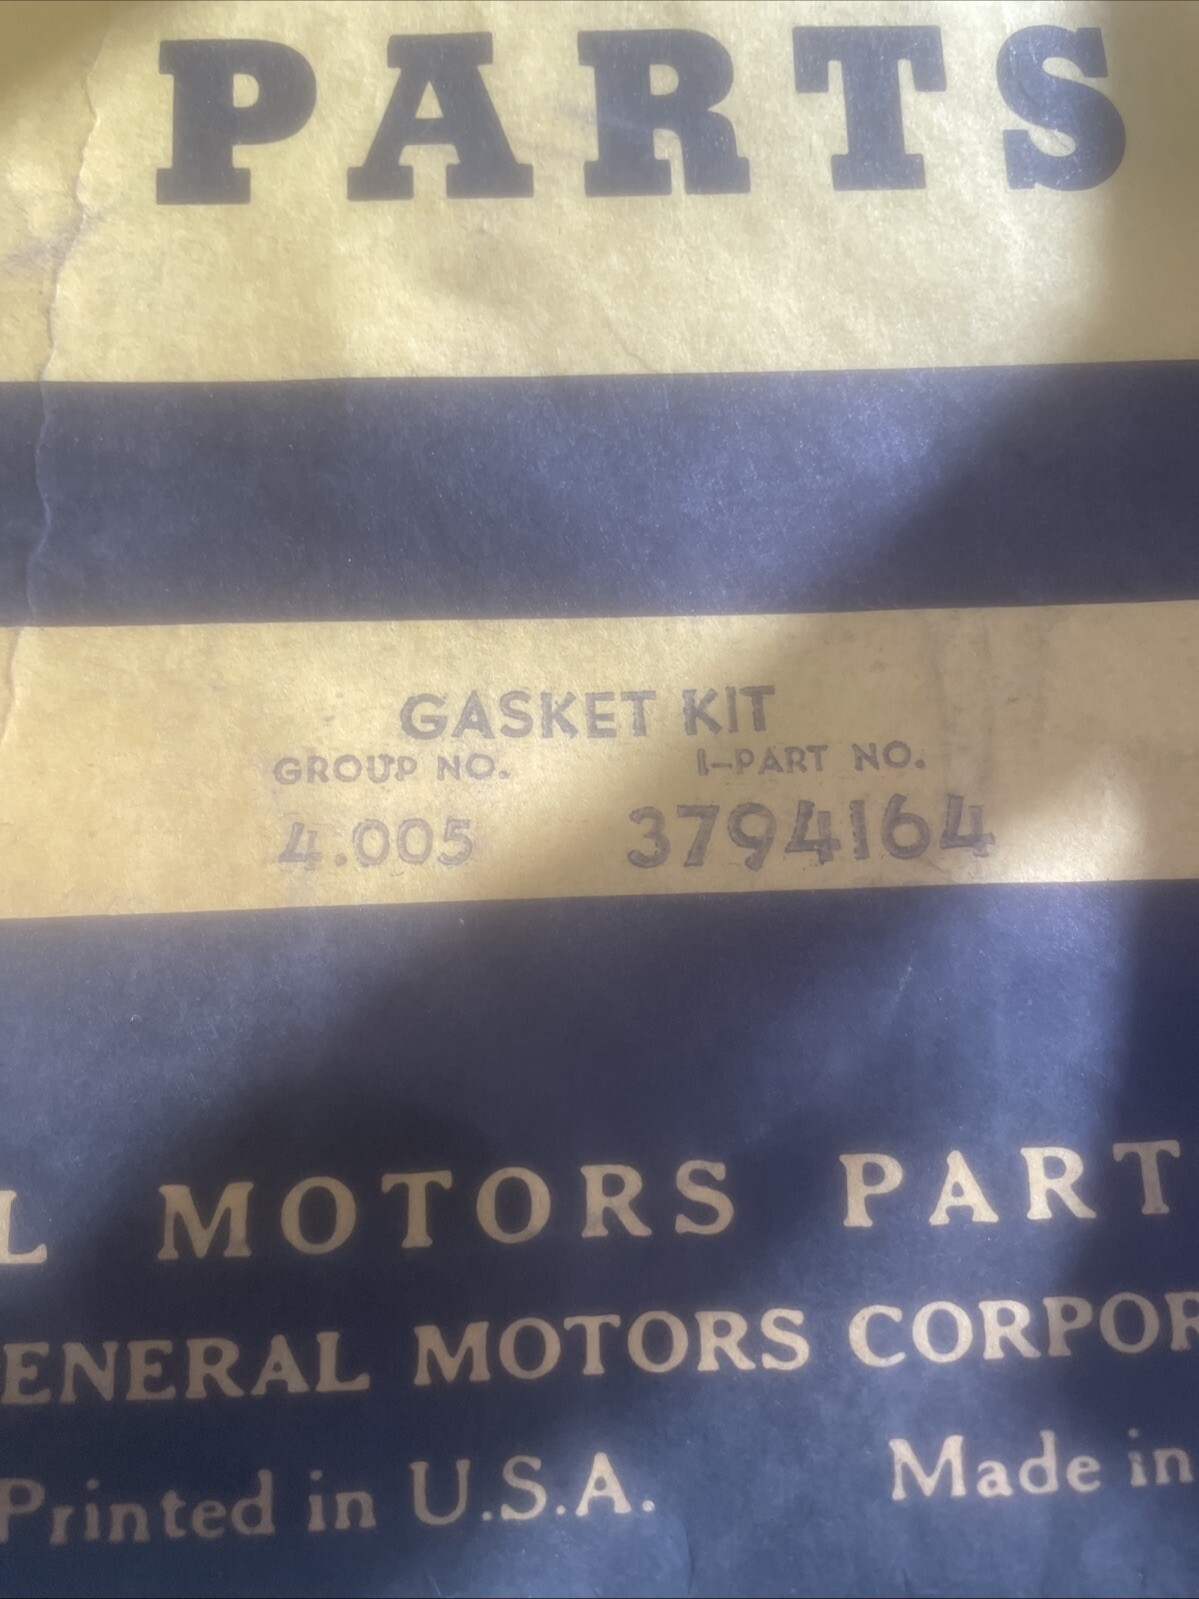 PARTS
GASKET KIT
GROUP NO. 1-PART NO.
4.005 3794164
L MOTORS PART
ENERAL MOTORS CORPOR
Printed in U.S.A. Made in